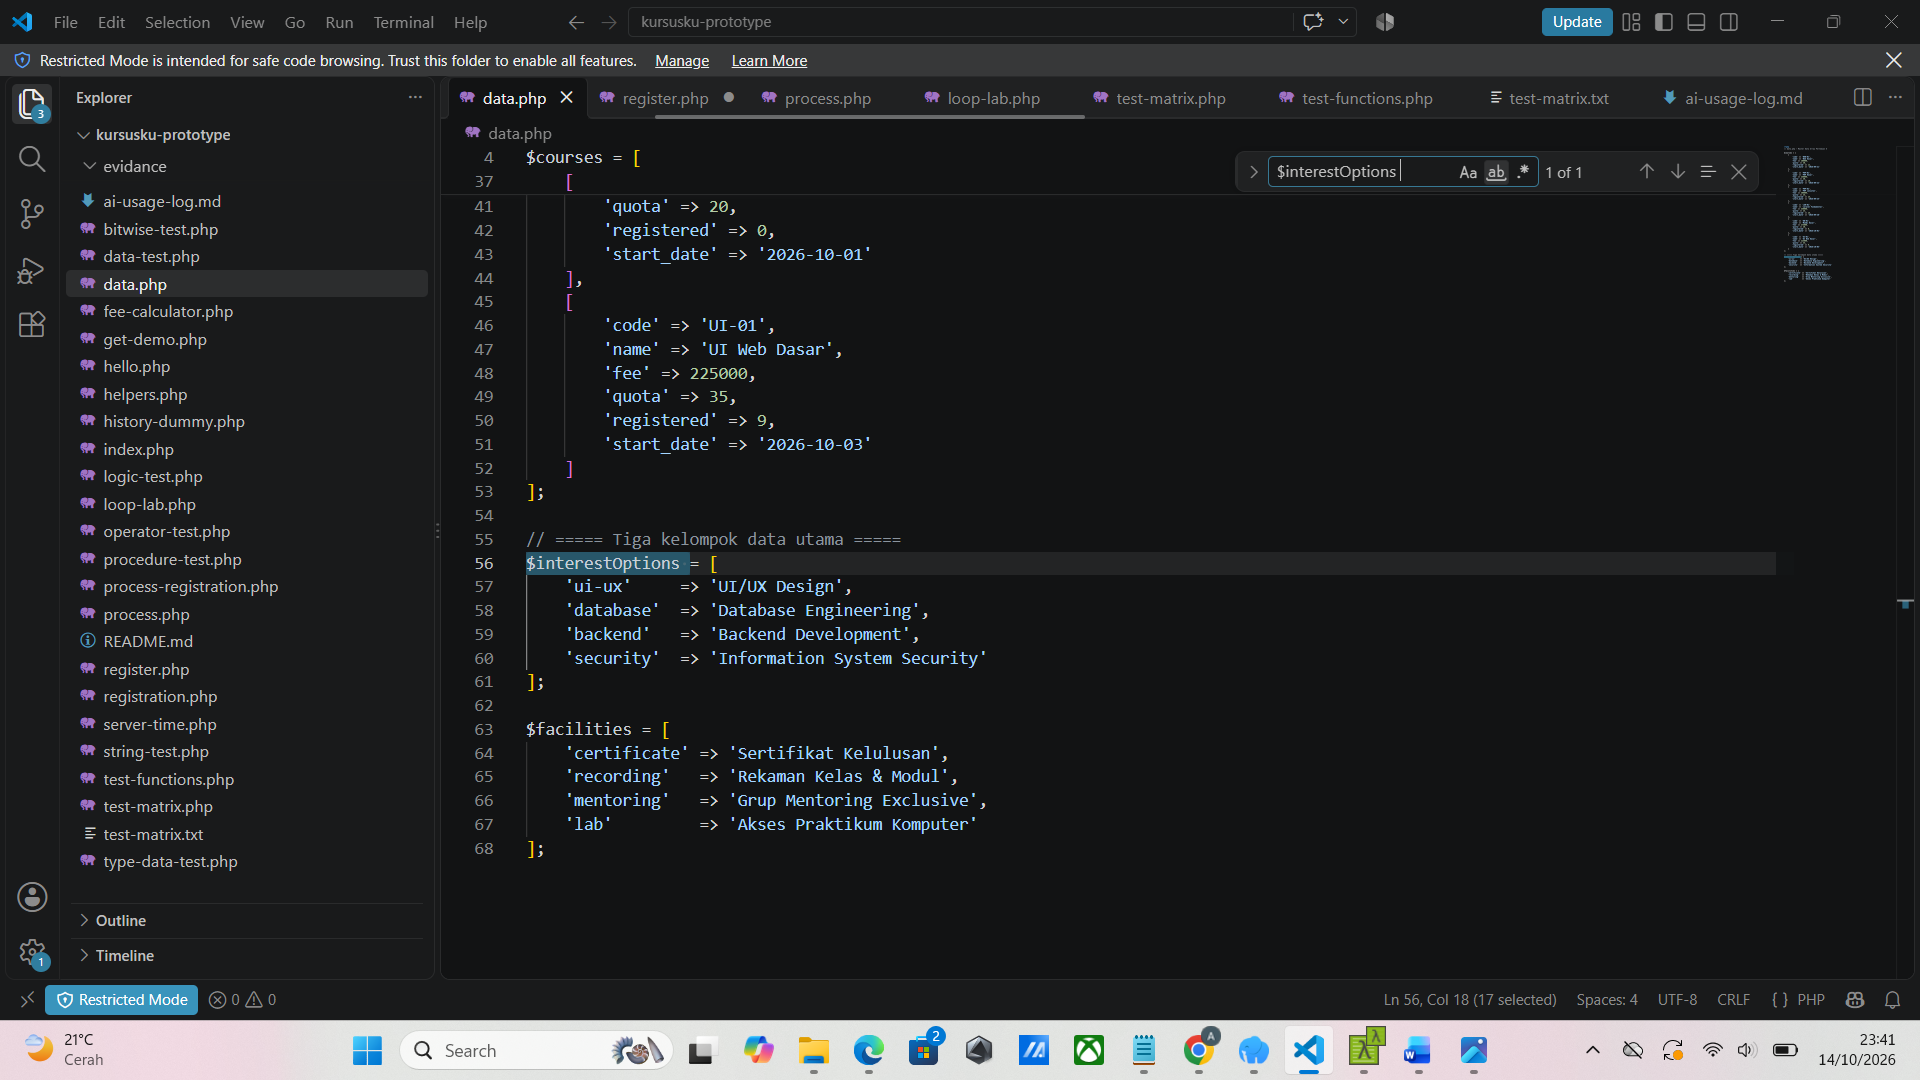 File Edit Selection View Go Run Terminal Help
kursusku-prototype
Update
Restricted Mode is intended for safe code browsing. Trust this folder to enable all features. Manage Learn More
Explorer
3
kursusku-prototype
evidance
ai-usage-log.md
bitwise-test.php
data-test.php
data.php
fee-calculator.php
get-demo.php
hello.php
helpers.php
history-dummy.php
index.php
logic-test.php
loop-lab.php
operator-test.php
procedure-test.php
process-registration.php
process.php
README.md
register.php
registration.php
server-time.php
string-test.php
test-functions.php
test-matrix.php
test-matrix.txt
type-data-test.php
Outline
Timeline
1
data.php register.php process.php loop-lab.php test-matrix.php test-functions.php test-matrix.txt ai-usage-log.md
data.php
$interestOptions Aa ab .* 1 of 1
4 $courses = [
37 [
41 'quota' => 20,
42 'registered' => 0,
43 'start_date' => '2026-10-01'
44 ],
45 [
46 'code' => 'UI-01',
47 'name' => 'UI Web Dasar',
48 'fee' => 225000,
49 'quota' => 35,
50 'registered' => 9,
51 'start_date' => '2026-10-03'
52 ]
53 ];
54
55 // ===== Tiga kelompok data utama =====
56 $interestOptions = [
57 'ui-ux' => 'UI/UX Design',
58 'database' => 'Database Engineering',
59 'backend' => 'Backend Development',
60 'security' => 'Information System Security'
61 ];
62
63 $facilities = [
64 'certificate' => 'Sertifikat Kelulusan',
65 'recording' => 'Rekaman Kelas & Modul',
66 'mentoring' => 'Grup Mentoring Exclusive',
67 'lab' => 'Akses Praktikum Komputer'
68 ];
Restricted Mode 0 0 Ln 56, Col 18 (17 selected) Spaces: 4 UTF-8 CRLF { } PHP
21°C
Cerah
Search
2
A
23:41
14/10/2026